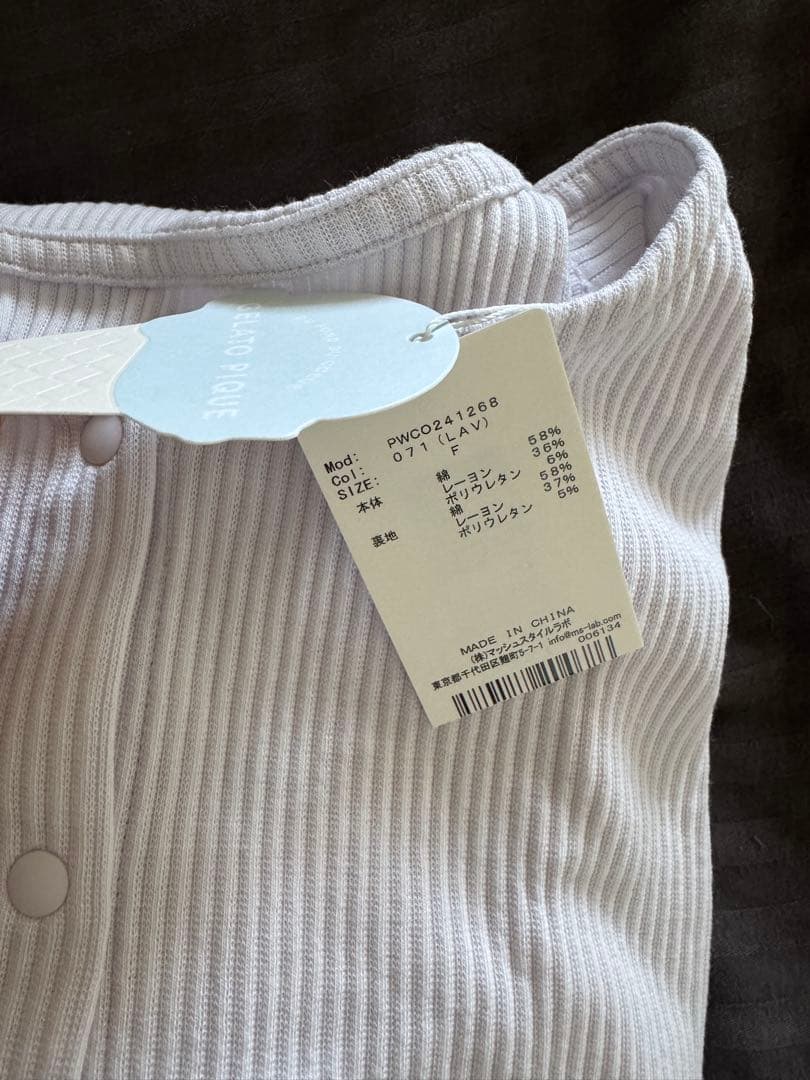 GELATO PIQUE
Mod: PWCO241268
Col: 071(LAV)
SIZE: F
本体 綿 58%
レーヨン 36%
ポリウレタン 6%
裏地 綿 58%
レーヨン 37%
ポリウレタン 5%
MADE IN CHINA
(株)マッシュスタイルラボ
東京都千代田区麹町5-7-1 info@ms-lab.com
006134